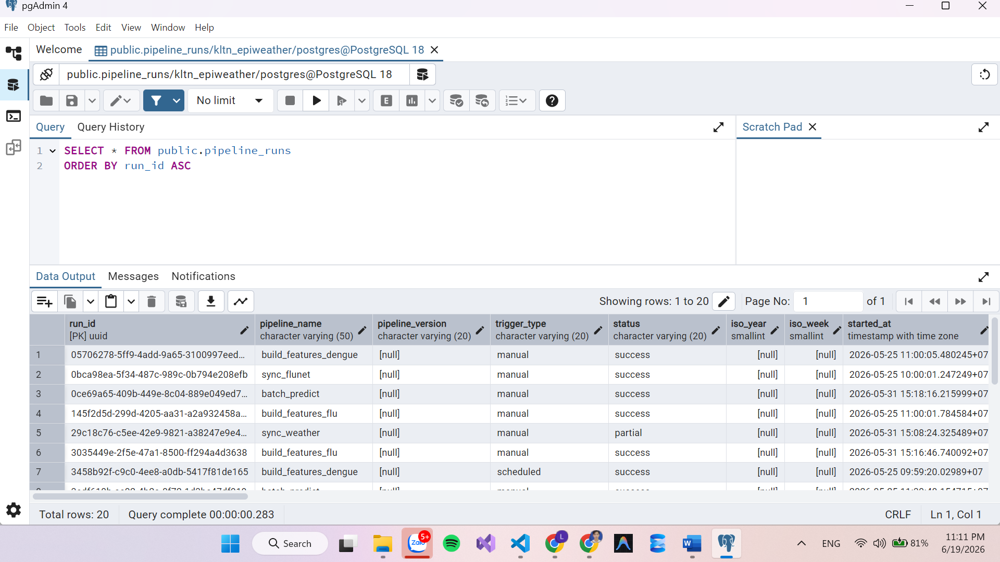 pgAdmin 4
File Object Tools Edit View Window Help
Welcome public.pipeline_runs/kltn_epiweather/postgres@PostgreSQL 18
public.pipeline_runs/kltn_epiweather/postgres@PostgreSQL 18
No limit
Query Query History Scratch Pad
1 SELECT * FROM public.pipeline_runs
2 ORDER BY run_id ASC
Data Output Messages Notifications
Showing rows: 1 to 20 Page No: 1 of 1
run_id pipeline_name pipeline_version trigger_type status iso_year iso_week started_at
[PK] uuid character varying (50) character varying (20) character varying (20) character varying (20) smallint smallint timestamp with time zone
1 05706278-5ff9-4add-9a65-3100997eed... build_features_dengue [null] manual success [null] [null] 2026-05-25 11:00:05.480245+07
2 0bca98ea-5f34-487c-989c-0b794e208efb sync_flunet [null] manual success [null] [null] 2026-05-25 10:00:01.247249+07
3 0ce69a65-409b-449e-8c04-889e049ed7... batch_predict [null] manual success [null] [null] 2026-05-31 15:18:16.215999+07
4 145f2d5d-299d-4205-aa31-a2a932458a... build_features_flu [null] manual success [null] [null] 2026-05-25 11:00:01.784584+07
5 29c18c76-c5ee-42e9-9821-a38247e9e4... sync_weather [null] manual partial [null] [null] 2026-05-31 15:08:24.325489+07
6 3035449e-2f5e-47a1-8500-ff294a4d3638 build_features_flu [null] manual success [null] [null] 2026-05-31 15:16:46.740092+07
7 3458b92f-c9c0-4ee8-a0db-5417f81de165 build_features_dengue [null] scheduled success [null] [null] 2026-05-25 09:59:20.02989+07
Total rows: 20 Query complete 00:00:00.283 CRLF Ln 1, Col 1
Search Zalo 5+ L ENG 81% 11:11 PM
6/19/2026